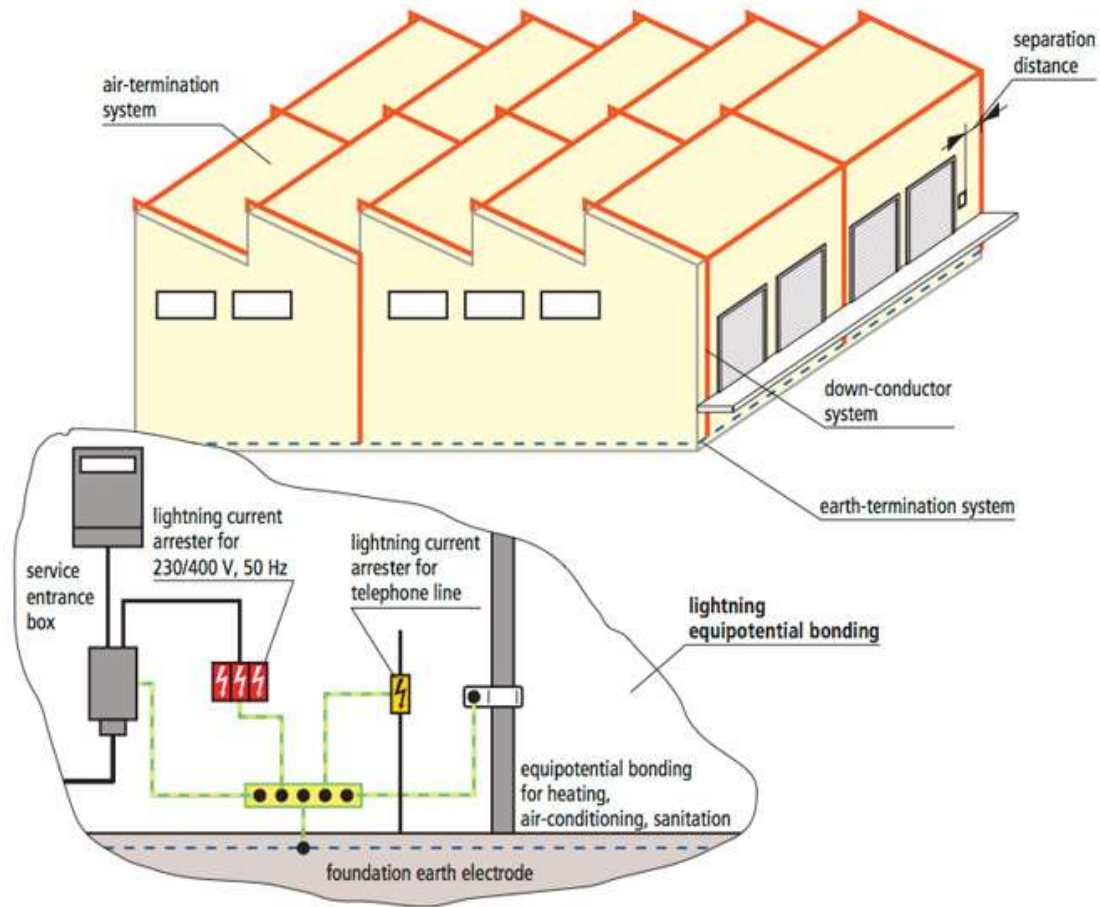 separation
distance
air-termination
system
down-conductor
system
earth-termination system
lightning current
arrester for
230/400 V, 50 Hz
lightning current
arrester for
telephone line
service
entrance
box
lightning
equipotential bonding
equipotential bonding
for heating,
air-conditioning, sanitation
foundation earth electrode